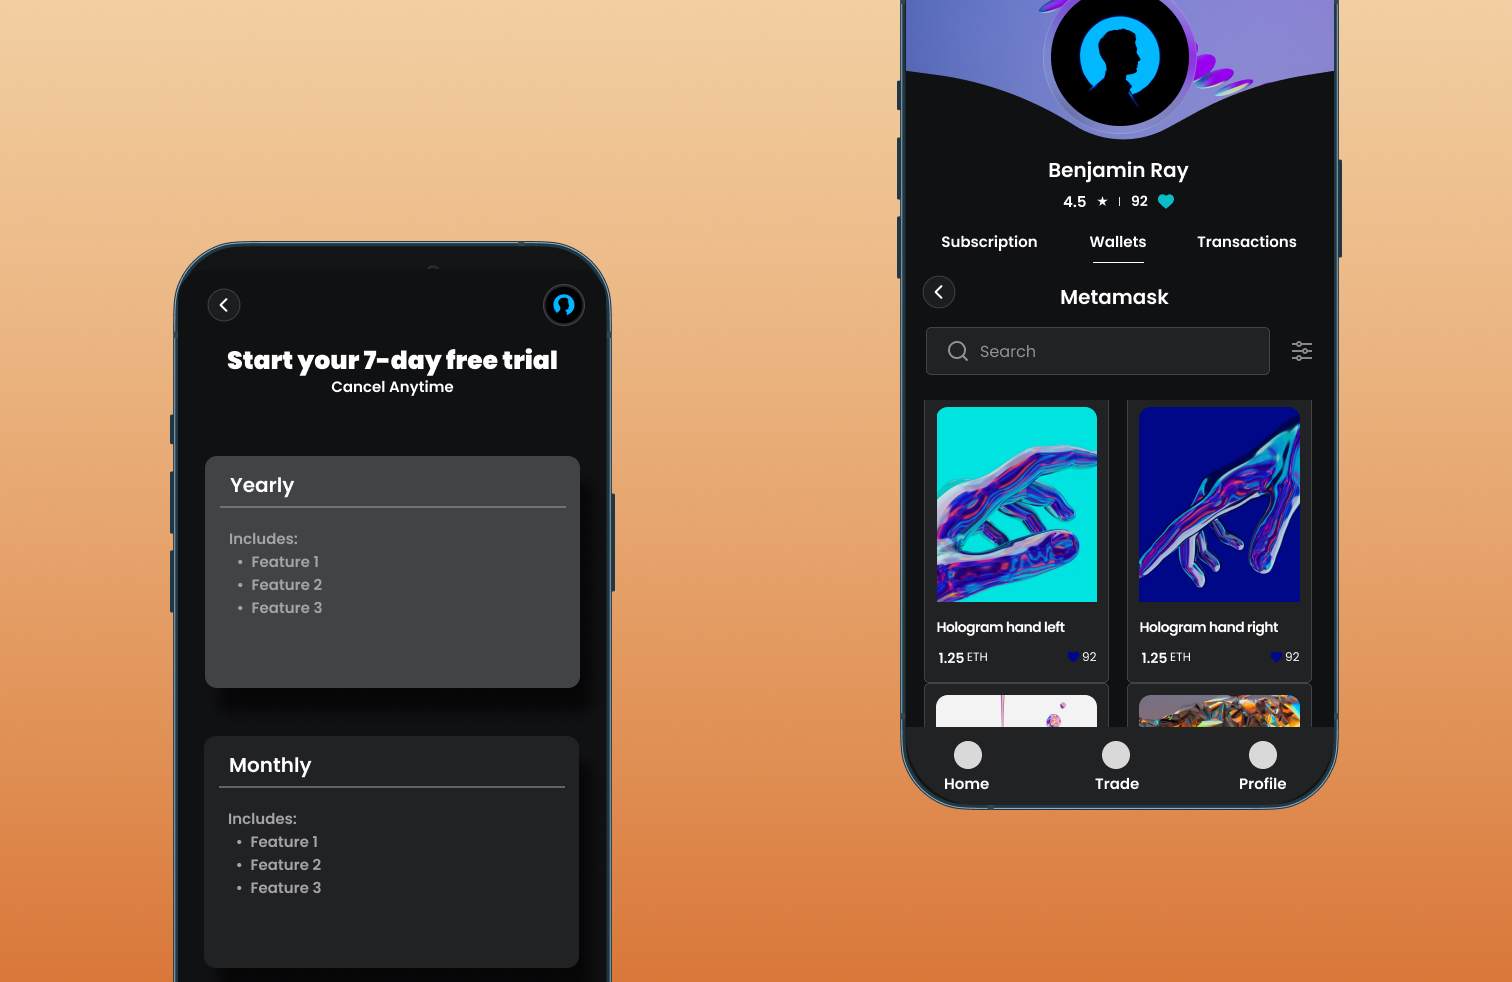 Start your 7-day free trial
Cancel Anytime
Yearly
Includes:
• Feature 1
• Feature 2
• Feature 3
Monthly
Includes:
• Feature 1
• Feature 2
• Feature 3
Benjamin Ray
4.5 ★ | 92
Subscription Wallets Transactions
Metamask
Search
Hologram hand left
1.25 ETH 92
Hologram hand right
1.25 ETH 92
Home Trade Profile